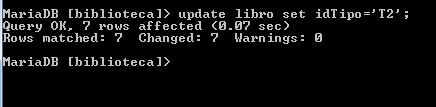 MariaDB [biblioteca]> update libro set idTipo='T2';
Query OK, 7 rows affected (0.07 sec)
Rows matched: 7  Changed: 7  Warnings: 0
MariaDB [biblioteca]>